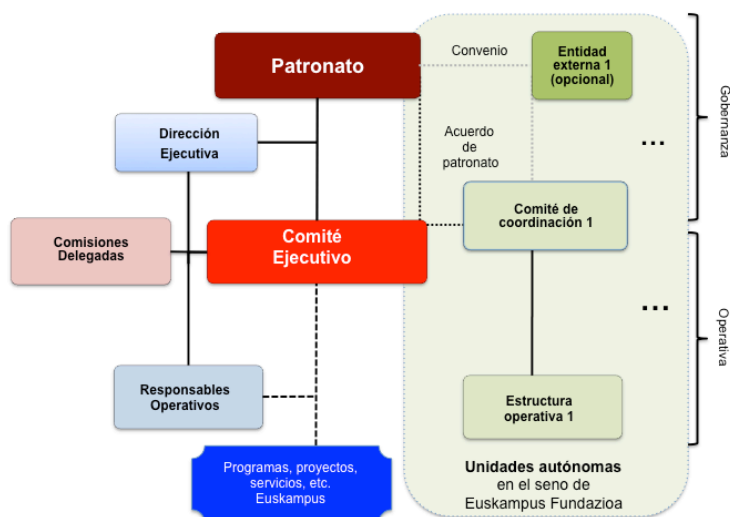 Patronato
Convenio
Entidad
externa 1
(opcional)
Gobernanza
Dirección
Ejecutiva
Acuerdo
de
patronato
...
Comité de
coordinación 1
Comisiones
Delegadas
Comité
Ejecutivo
...
Operativa
Responsables
Operativos
Estructura
operativa 1
Programas, proyectos,
servicios, etc.
Euskampus
Unidades autónomas
en el seno de
Euskampus Fundazioa